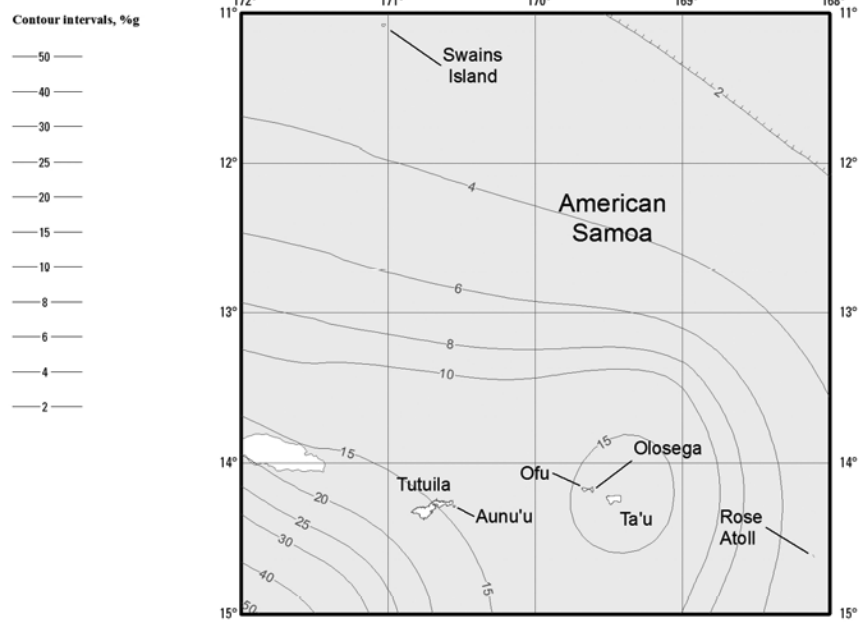 Contour intervals, %g
50
40
30
25
20
15
10
8
6
4
2
172° 171° 170° 169° 168°
11° 11°
Swains
Island
2
12° 12°
4
American
Samoa
6
13° 13°
8
10
15
15
14° 14°
Olosega
Ofu
Tutuila
Aunu'u
Ta'u
Rose
Atoll
20
25
30
40
50
15
15° 15°